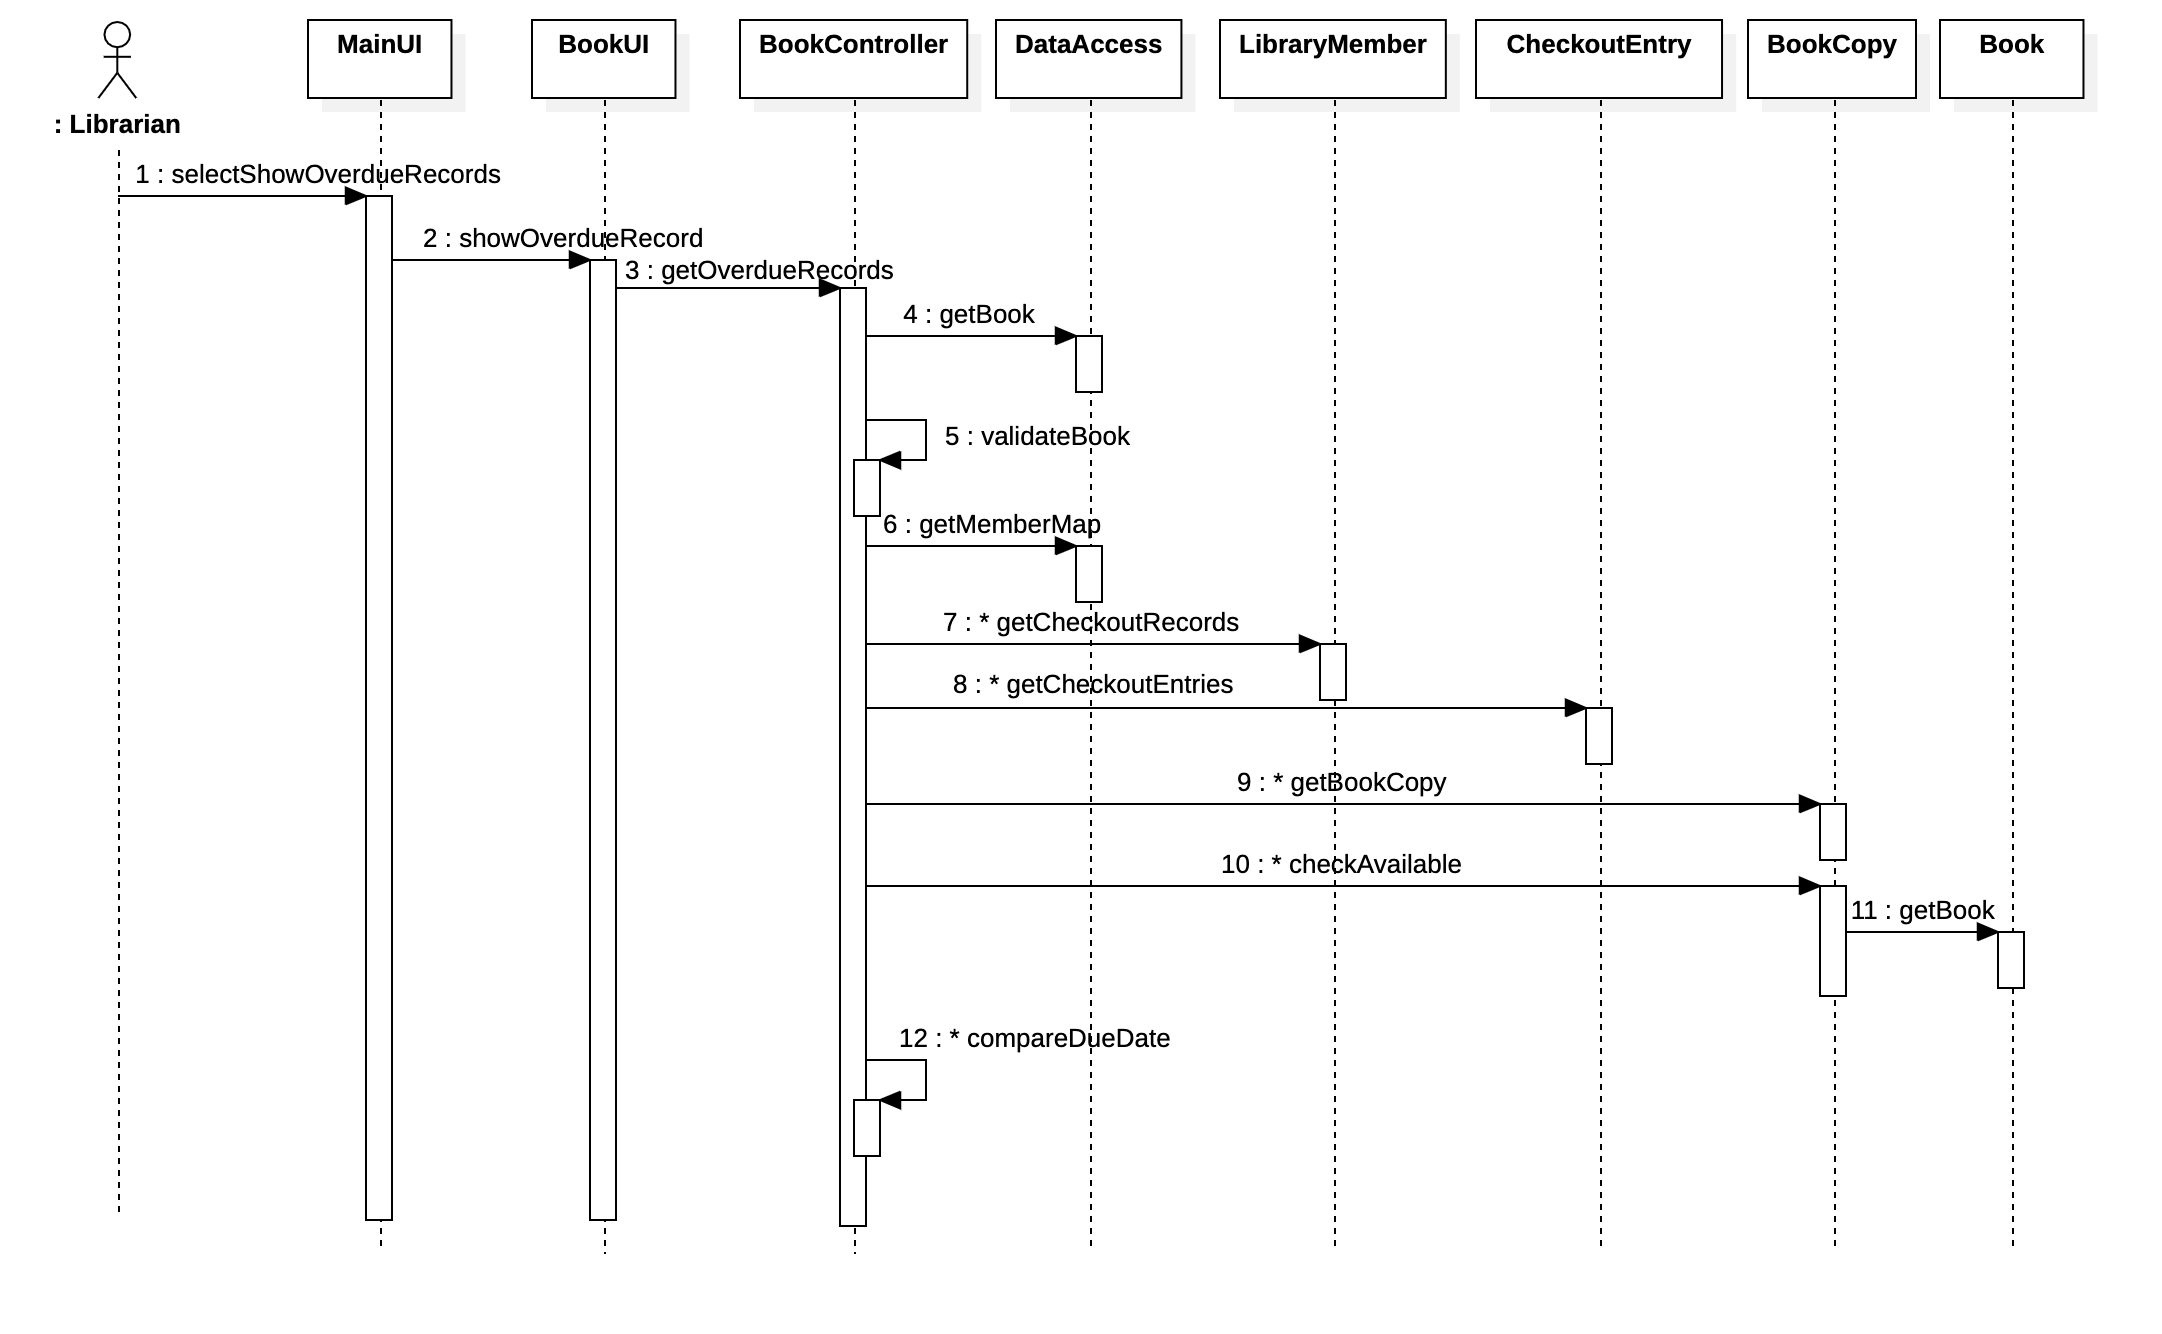 MainUI
BookUI
BookController
DataAccess
LibraryMember
CheckoutEntry
BookCopy
Book
: Librarian
1 : selectShowOverdueRecords
2 : showOverdueRecord
3 : getOverdueRecords
4 : getBook
5 : validateBook
6 : getMemberMap
7 : * getCheckoutRecords
8 : * getCheckoutEntries
9 : * getBookCopy
10 : * checkAvailable
11 : getBook
12 : * compareDueDate